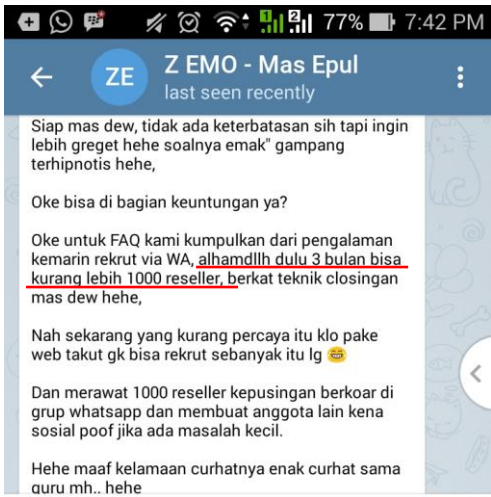 77% 7:42 PM
ZE
Z EMO - Mas Epul
last seen recently
Siap mas dew, tidak ada keterbatasan sih tapi ingin
lebih greget hehe soalnya emak" gampang
terhipnotis hehe,
Oke bisa di bagian keuntungan ya?
Oke untuk FAQ kami kumpulkan dari pengalaman
kemarin rekrut via WA, alhamdllh dulu 3 bulan bisa
kurang lebih 1000 reseller, berkat teknik closingan
mas dew hehe,
Nah sekarang yang kurang percaya itu klo pake
web takut gk bisa rekrut sebanyak itu lg 😁
Dan merawat 1000 reseller kepusingan berkoar di
grup whatsapp dan membuat anggota lain kena
sosial poof jika ada masalah kecil.
Hehe maaf kelamaan curhatnya enak curhat sama
guru mh.. hehe